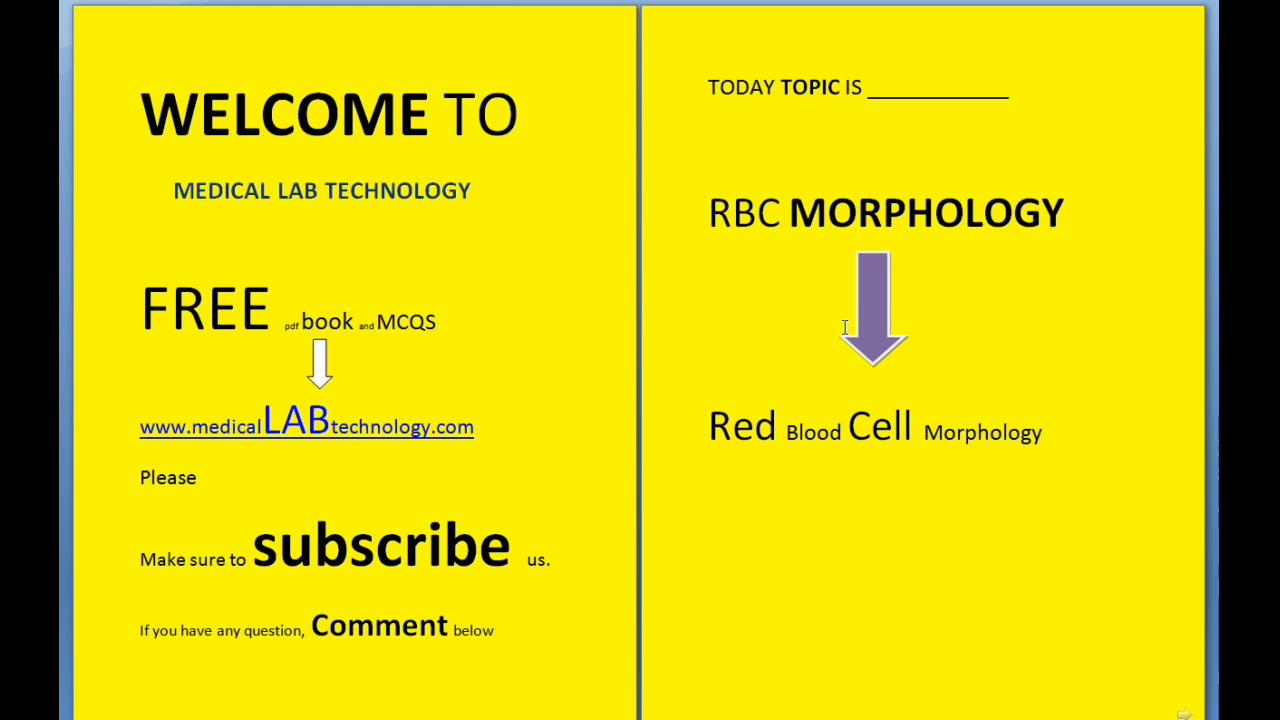 WELCOME TO
MEDICAL LAB TECHNOLOGY
FREE pdf book and MCQS
www.medicalLABtechnology.com
Please
Make sure to subscribe us.
If you have any question, Comment below
TODAY TOPIC IS ____________
RBC MORPHOLOGY
Red Blood Cell Morphology